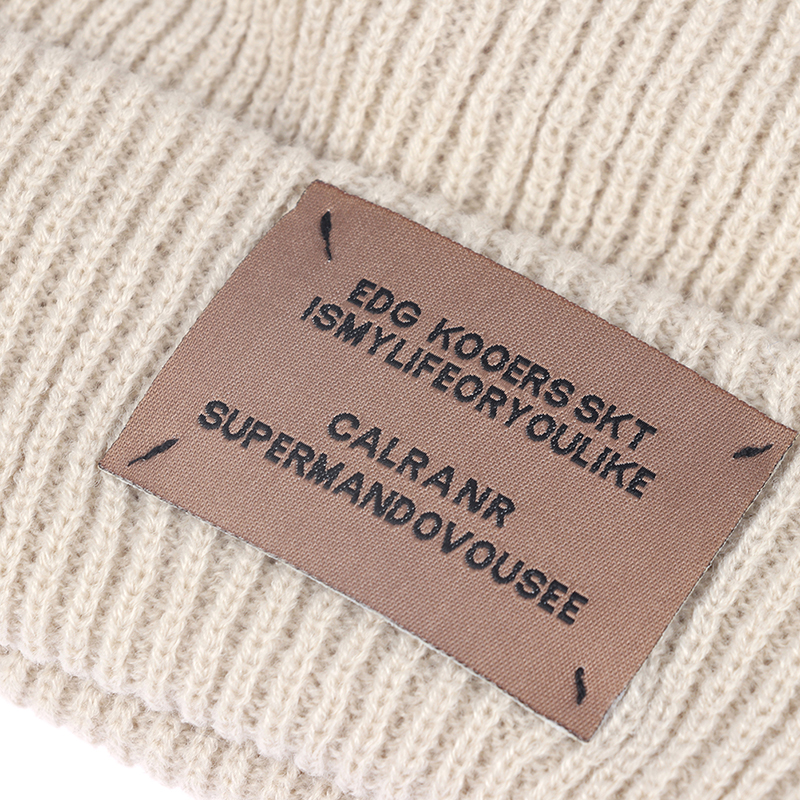 EDG KOOERS SKT
ISMYLIFEORYOULIKE
CALRANR
SUPERMANDOVOUSEE